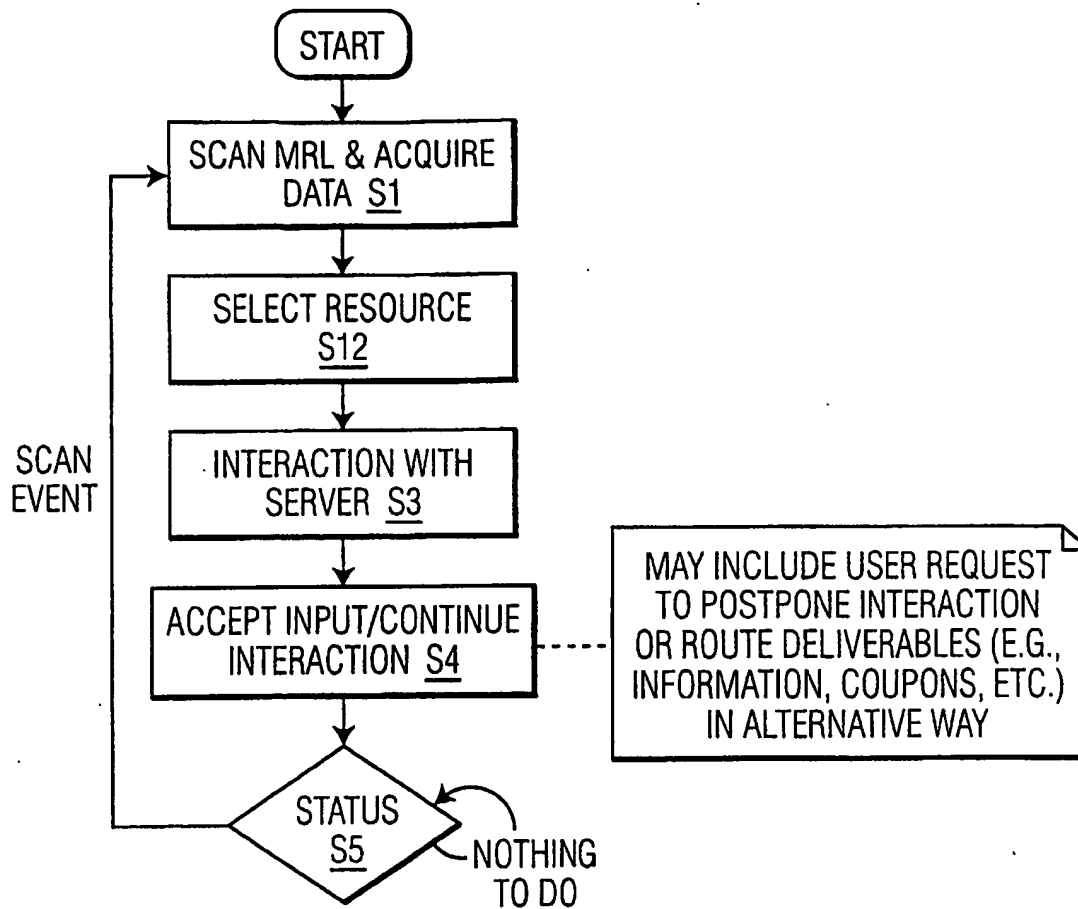 START
SCAN MRL & ACQUIRE
DATA S1
SELECT RESOURCE
S12
INTERACTION WITH
SERVER S3
SCAN
EVENT
ACCEPT INPUT/CONTINUE
INTERACTION S4
MAY INCLUDE USER REQUEST
TO POSTPONE INTERACTION
OR ROUTE DELIVERABLES (E.G.,
INFORMATION, COUPONS, ETC.)
IN ALTERNATIVE WAY
STATUS
S5
NOTHING
TO DO